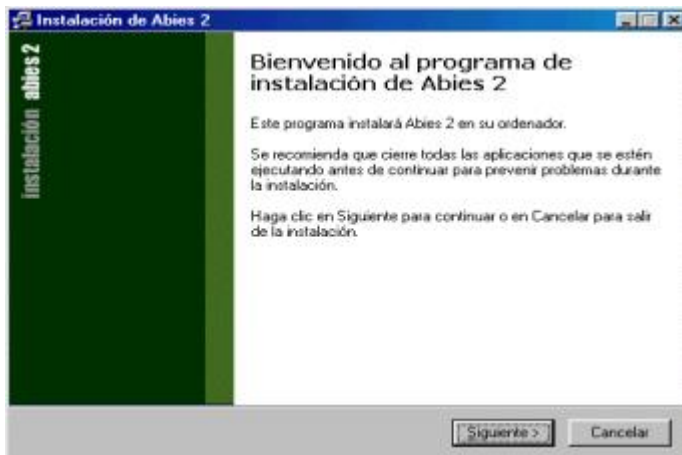 Instalación de Abies 2
instalación abies 2
Bienvenido al programa de
instalación de Abies 2
Este programa instalará Abies 2 en su ordenador.
Se recomienda que cierre todas las aplicaciones que se estén
ejecutando antes de continuar para prevenir problemas durante
la instalación.
Haga clic en Siguiente para continuar o en Cancelar para salir
de la instalación.
Siguiente >
Cancelar